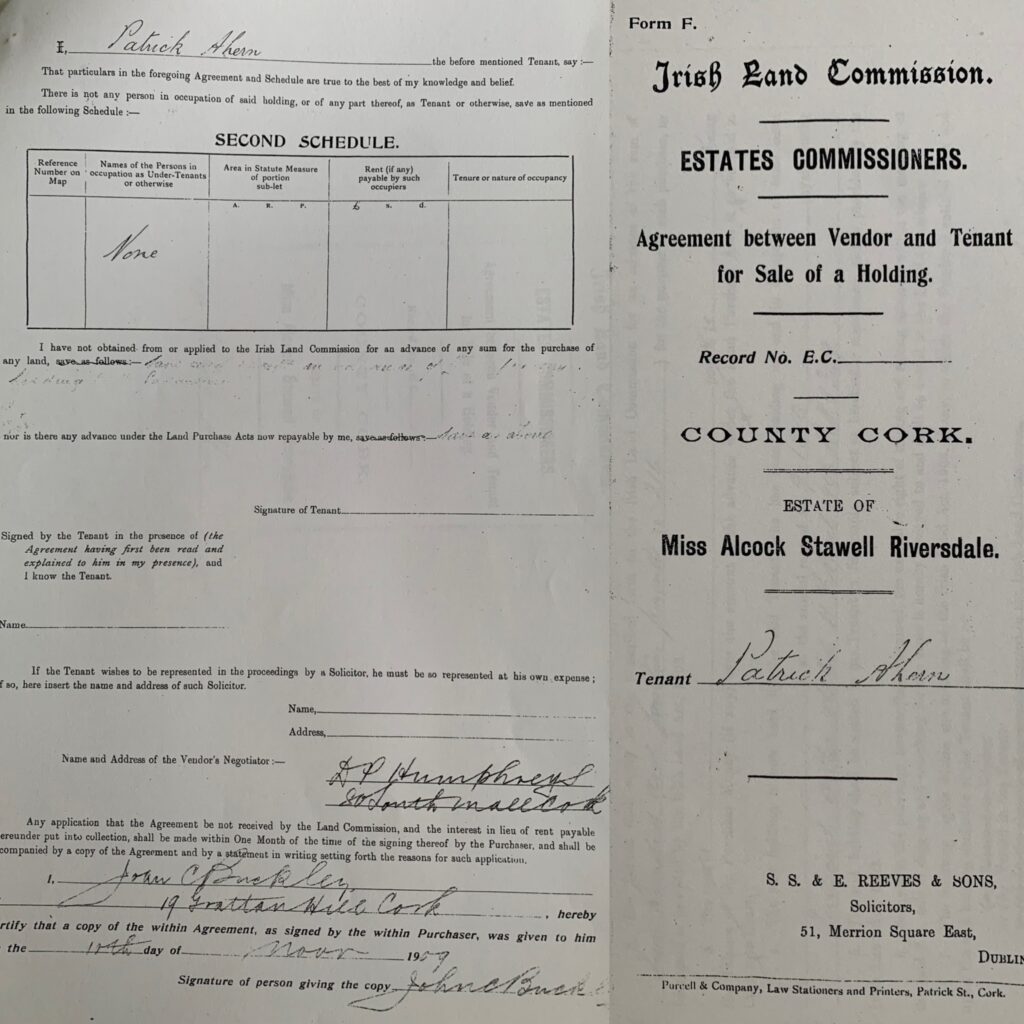 I, Patrick Ahern the before mentioned Tenant, say :—
That particulars in the foregoing Agreement and Schedule are true to the best of my knowledge and belief.
There is not any person in occupation of said holding, or of any part thereof, as Tenant or otherwise, save as mentioned
in the following Schedule :—
SECOND SCHEDULE.
Reference Number on Map
Names of the Persons in occupation as Under-Tenants or otherwise
Area in Statute Measure of portion sub-let
Rent (if any) payable by such occupiers
Tenure or nature of occupancy
A. R. P. £ s. d.
None
I have not obtained from or applied to the Irish Land Commission for an advance of any sum for the purchase of
any land, save as follows:—
nor is there any advance under the Land Purchase Acts now repayable by me, save as follows:— save as above
Signature of Tenant
Signed by the Tenant in the presence of (the
Agreement having first been read and
explained to him in my presence), and
I know the Tenant.
Name
If the Tenant wishes to be represented in the proceedings by a Solicitor, he must be so represented at his own expense;
f so, here insert the name and address of such Solicitor.
Name,
Address,
Name and Address of the Vendor's Negotiator :—
D P Humphreys
80 South Mall Cork
Any application that the Agreement be not received by the Land Commission, and the interest in lieu of rent payable
ereunder put into collection, shall be made within One Month of the time of the signing thereof by the Purchaser, and shall be
companied by a copy of the Agreement and by a statement in writing setting forth the reasons for such application.
I, John C Buckley
19 Grattan Hill Cork , hereby
rtify that a copy of the within Agreement, as signed by the within Purchaser, was given to him
the day of Novr 1909
Signature of person giving the copy John C Buck
Form F.
Irish Land Commission.
ESTATES COMMISSIONERS.
Agreement between Vendor and Tenant
for Sale of a Holding.
Record No. E.C.
COUNTY CORK.
ESTATE OF
Miss Alcock Stawell Riversdale.
Tenant Patrick Ahern
S. S. & E. REEVES & SONS,
Solicitors,
51, Merrion Square East,
DUBLIN
Purcell & Company, Law Stationers and Printers, Patrick St., Cork.